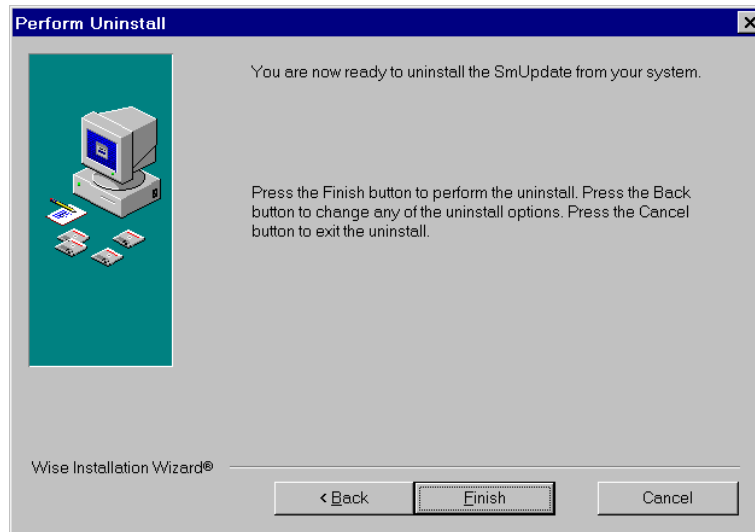 Perform Uninstall
You are now ready to uninstall the SmUpdate from your system.
Press the Finish button to perform the uninstall. Press the Back
button to change any of the uninstall options. Press the Cancel
button to exit the uninstall.
Wise Installation Wizard®
< Back
Finish
Cancel